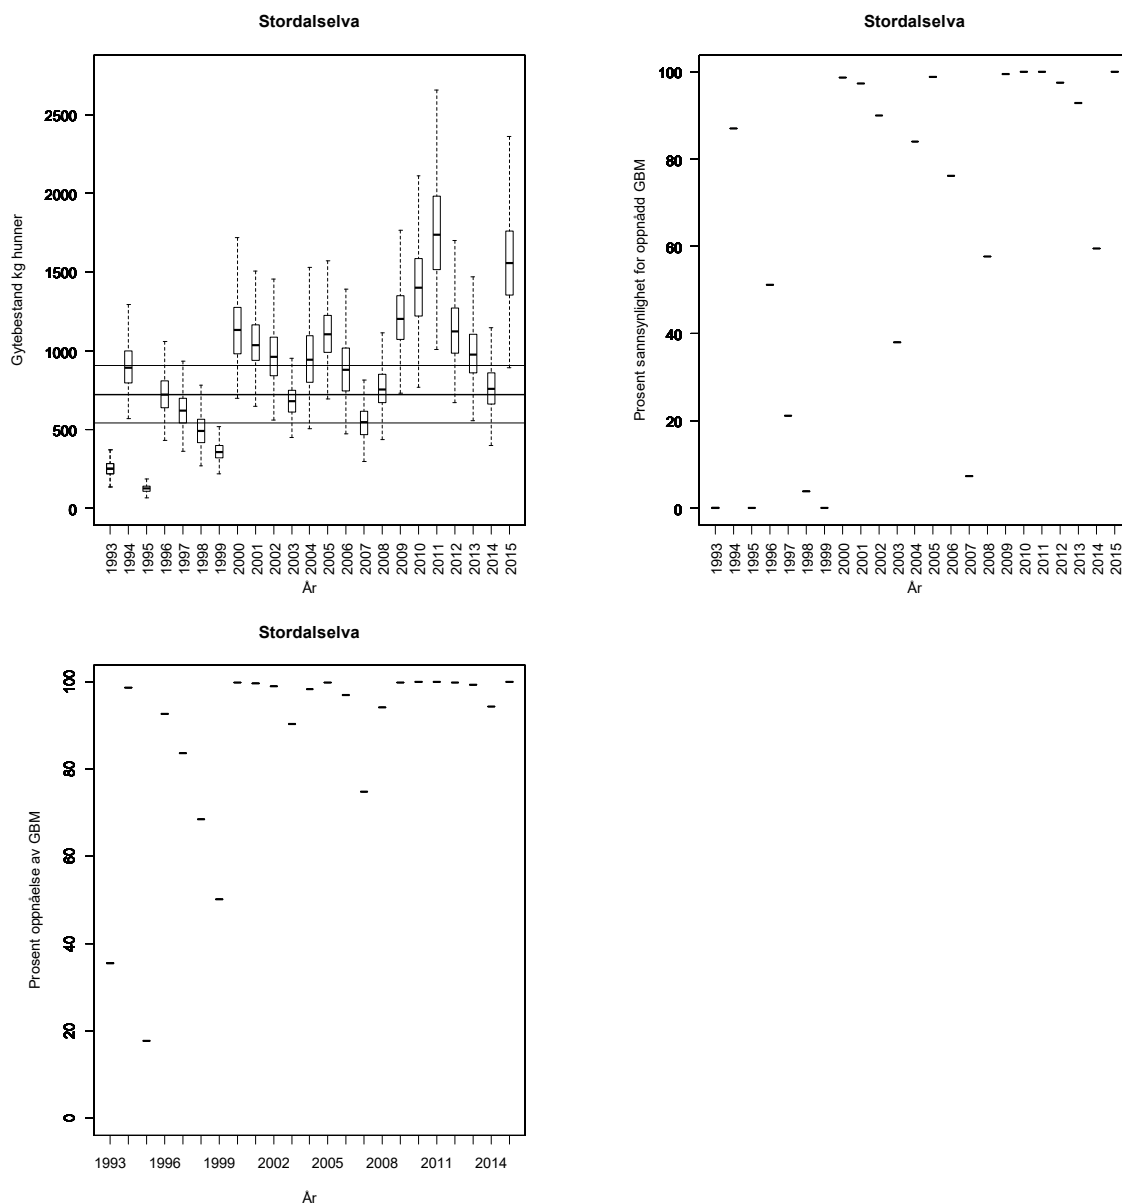 Stordalselva
Gytebestand kg hunner
2500
2000
1500
1000
500
0
1993 1994 1995 1996 1997 1998 1999 2000 2001 2002 2003 2004 2005 2006 2007 2008 2009 2010 2011 2012 2013 2014 2015
År
Stordalselva
Prosent sannsynlighet for oppnådd GBM
100
80
60
40
20
0
1993 1994 1995 1996 1997 1998 1999 2000 2001 2002 2003 2004 2005 2006 2007 2008 2009 2010 2011 2012 2013 2014 2015
År
Stordalselva
Prosent oppnåelse av GBM
100
80
60
40
20
0
1993 1996 1999 2002 2005 2008 2011 2014
År